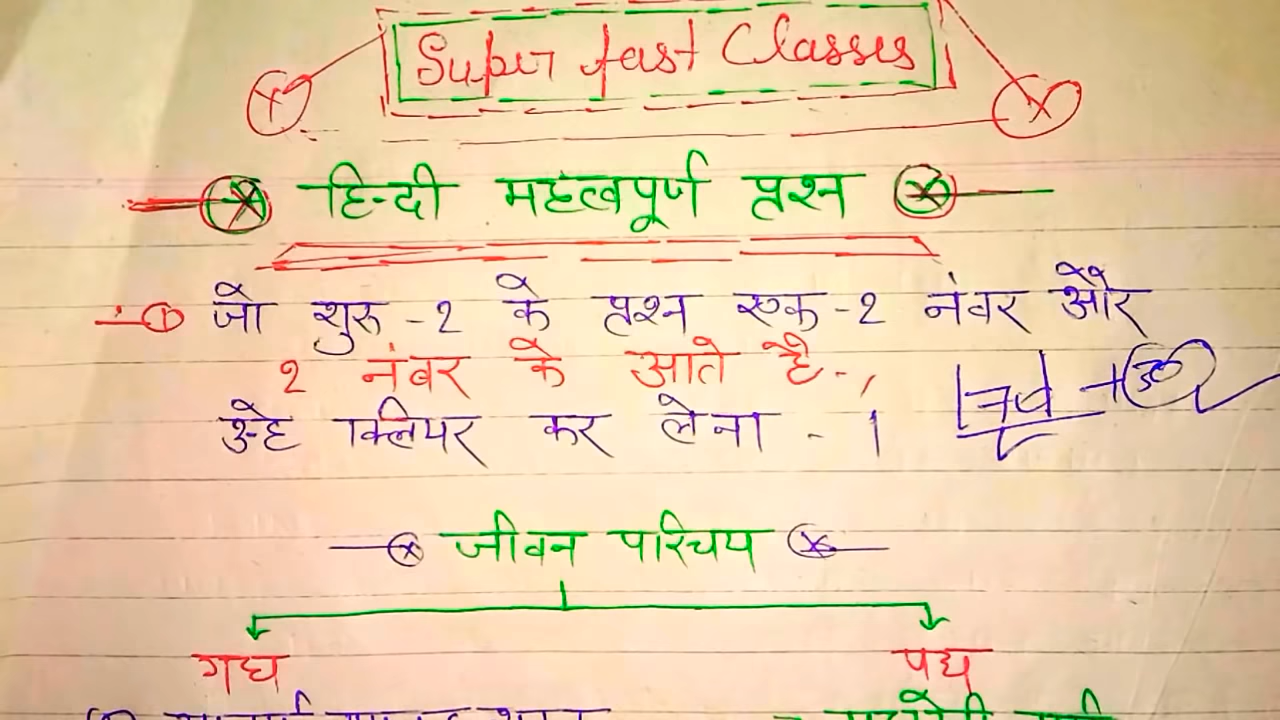 Super fast Classes
हिन्दी महत्वपूर्ण प्रश्न
① जो शुरू-2 के प्रश्न एक-2 नंबर और
2 नंबर के आते है.,
उन्हे क्लियर कर लेना - ।
जीवन परिचय
गद्य पद्य